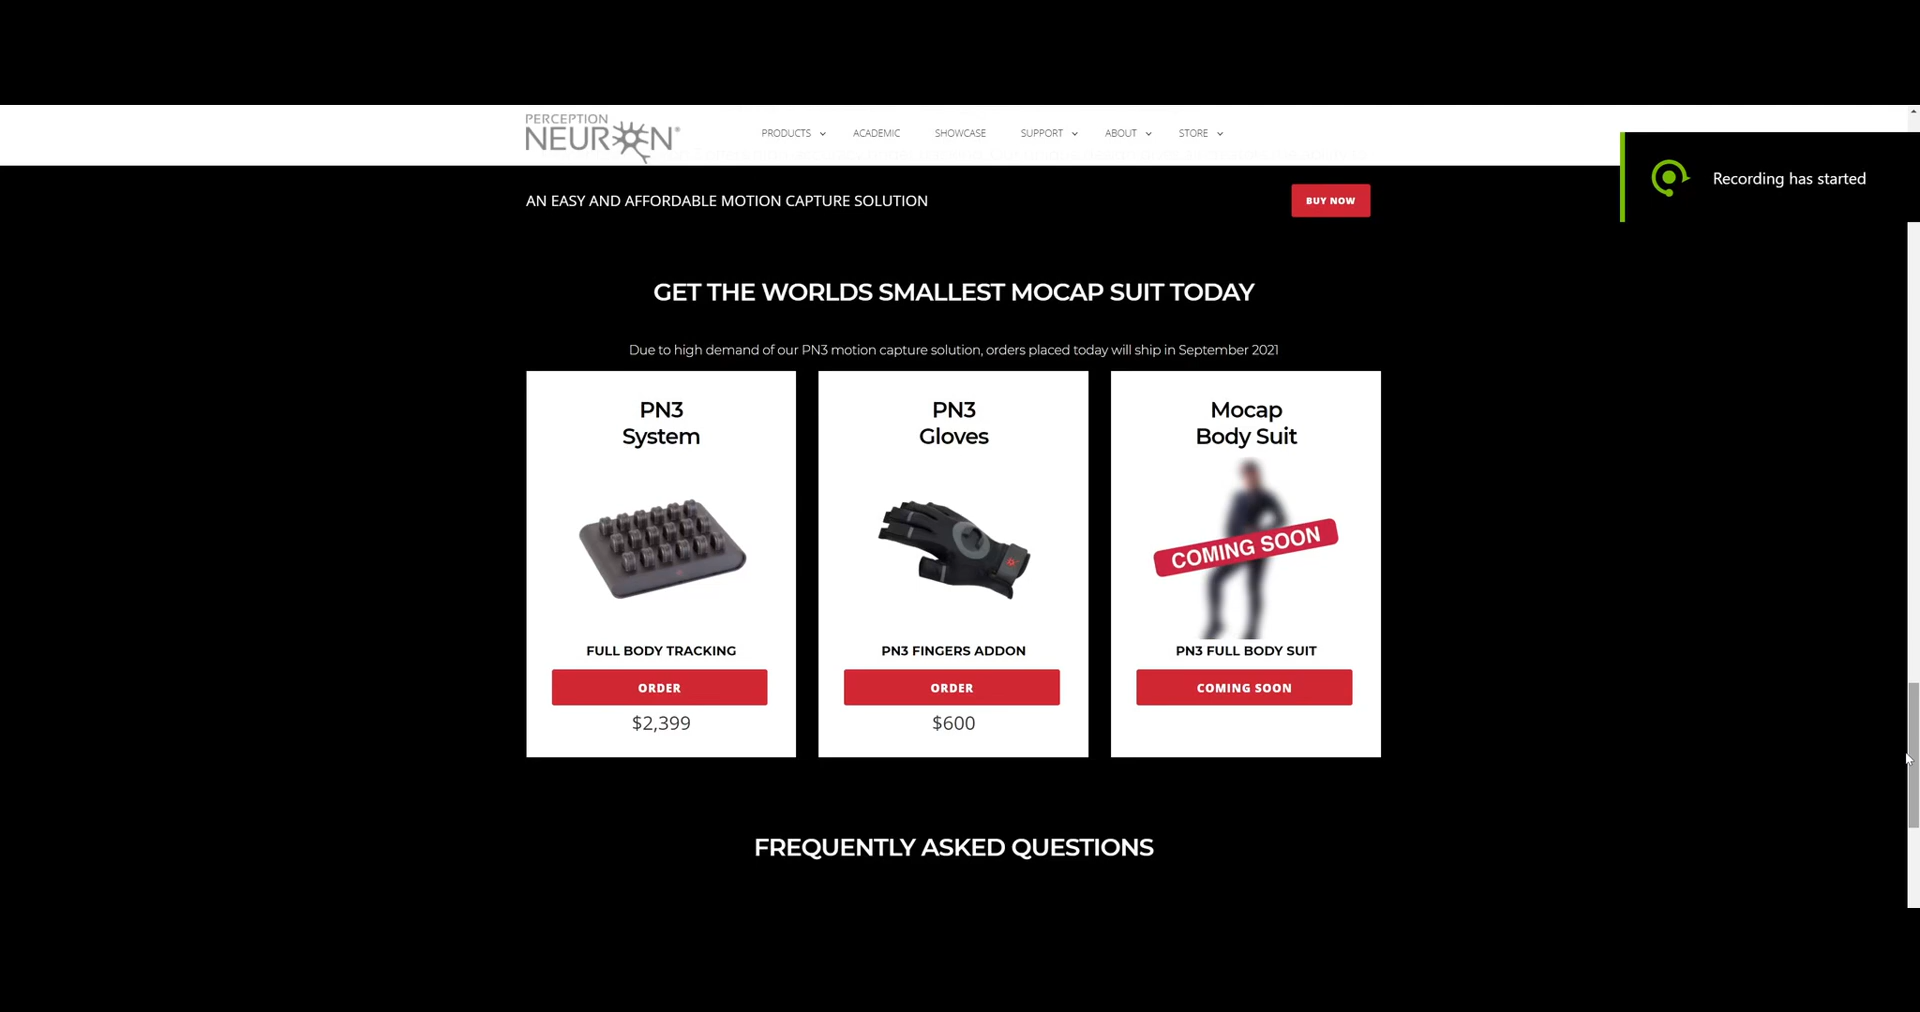 PERCEPTION
NEURON®
PRODUCTS
ACADEMIC
SHOWCASE
SUPPORT
ABOUT
STORE
Recording has started
AN EASY AND AFFORDABLE MOTION CAPTURE SOLUTION
BUY NOW
GET THE WORLDS SMALLEST MOCAP SUIT TODAY
Due to high demand of our PN3 motion capture solution, orders placed today will ship in September 2021
PN3
System
FULL BODY TRACKING
ORDER
$2,399
PN3
Gloves
PN3 FINGERS ADDON
ORDER
$600
Mocap
Body Suit
COMING SOON
PN3 FULL BODY SUIT
COMING SOON
FREQUENTLY ASKED QUESTIONS